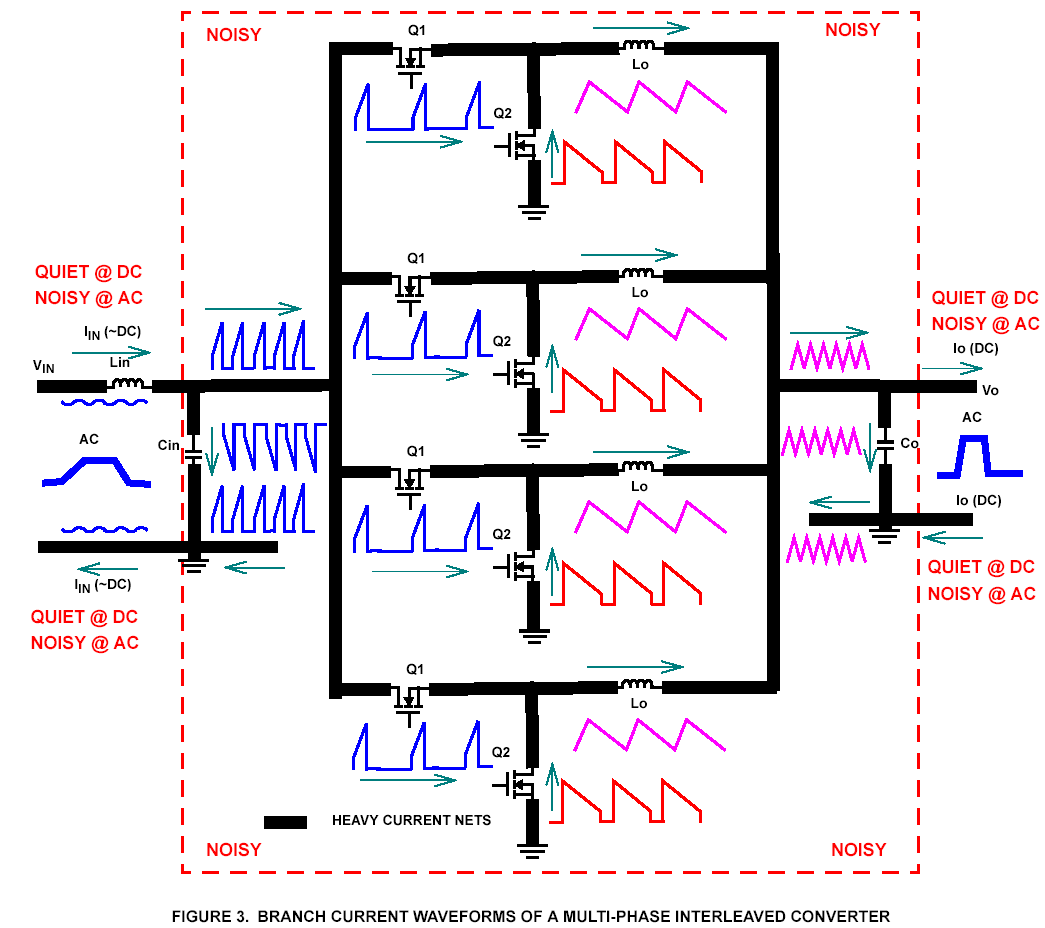 NOISY
NOISY
Q1
Lo
Q2
Q1
Lo
Q2
QUIET @ DC
NOISY @ AC
IIN (~DC)
Lin
VIN
QUIET @ DC
NOISY @ AC
Io (DC)
Vo
AC
Cin
Co
AC
Io (DC)
Q1
Lo
Q2
IIN (~DC)
QUIET @ DC
NOISY @ AC
QUIET @ DC
NOISY @ AC
Q1
Lo
Q2
HEAVY CURRENT NETS
NOISY
NOISY
FIGURE 3. BRANCH CURRENT WAVEFORMS OF A MULTI-PHASE INTERLEAVED CONVERTER